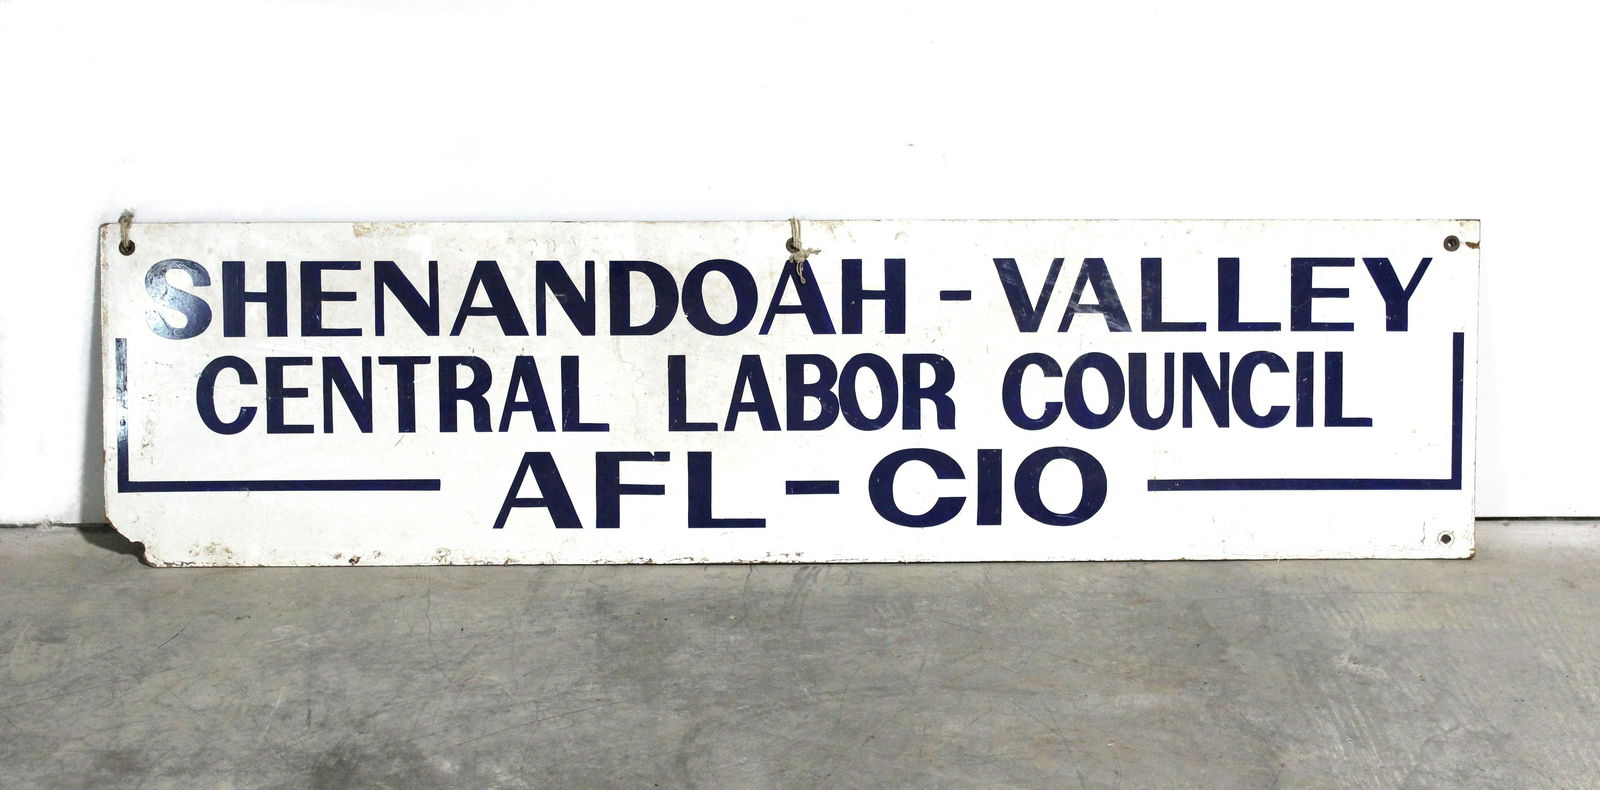 SHENANDOAH - VALLEY
CENTRAL LABOR COUNCIL
AFL - CIO